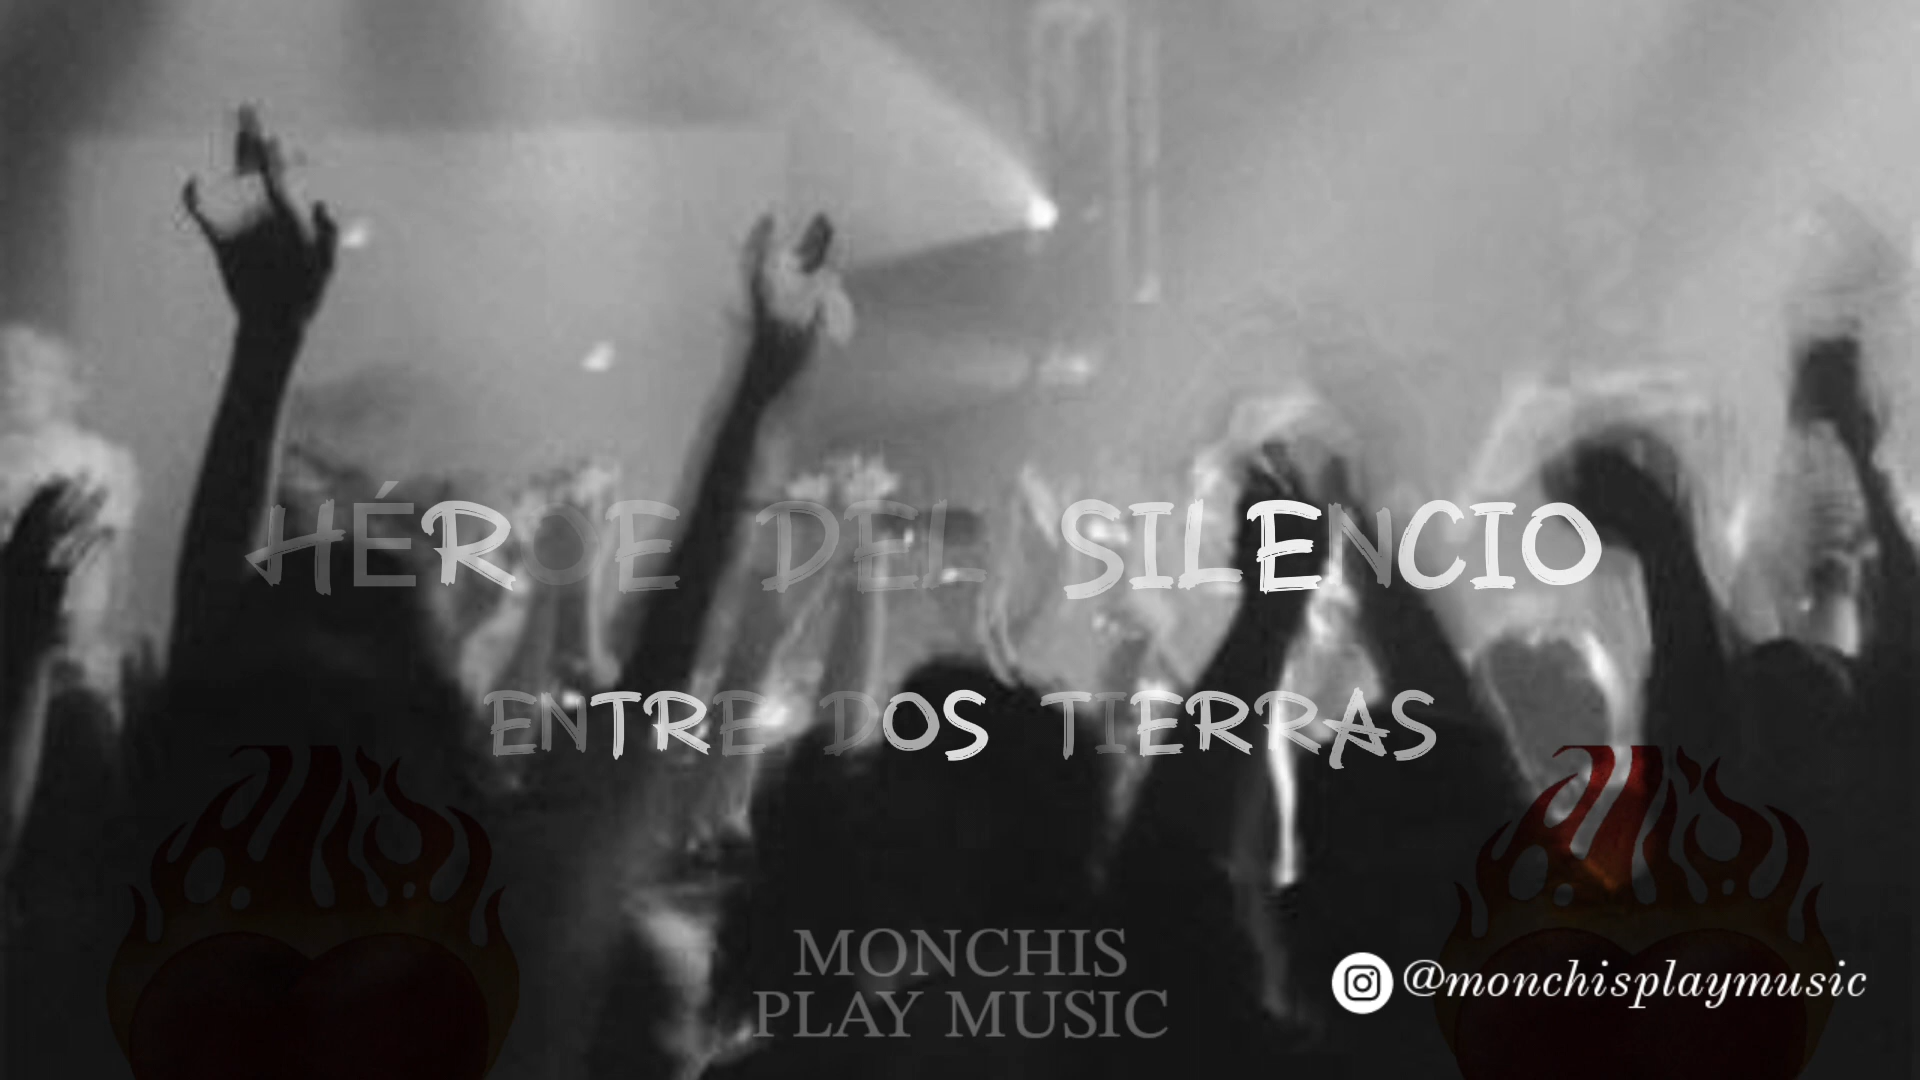 HÉROE DEL SILENCIO
ENTRE DOS TIERRAS
MONCHIS
PLAY MUSIC
@monchisplaymusic